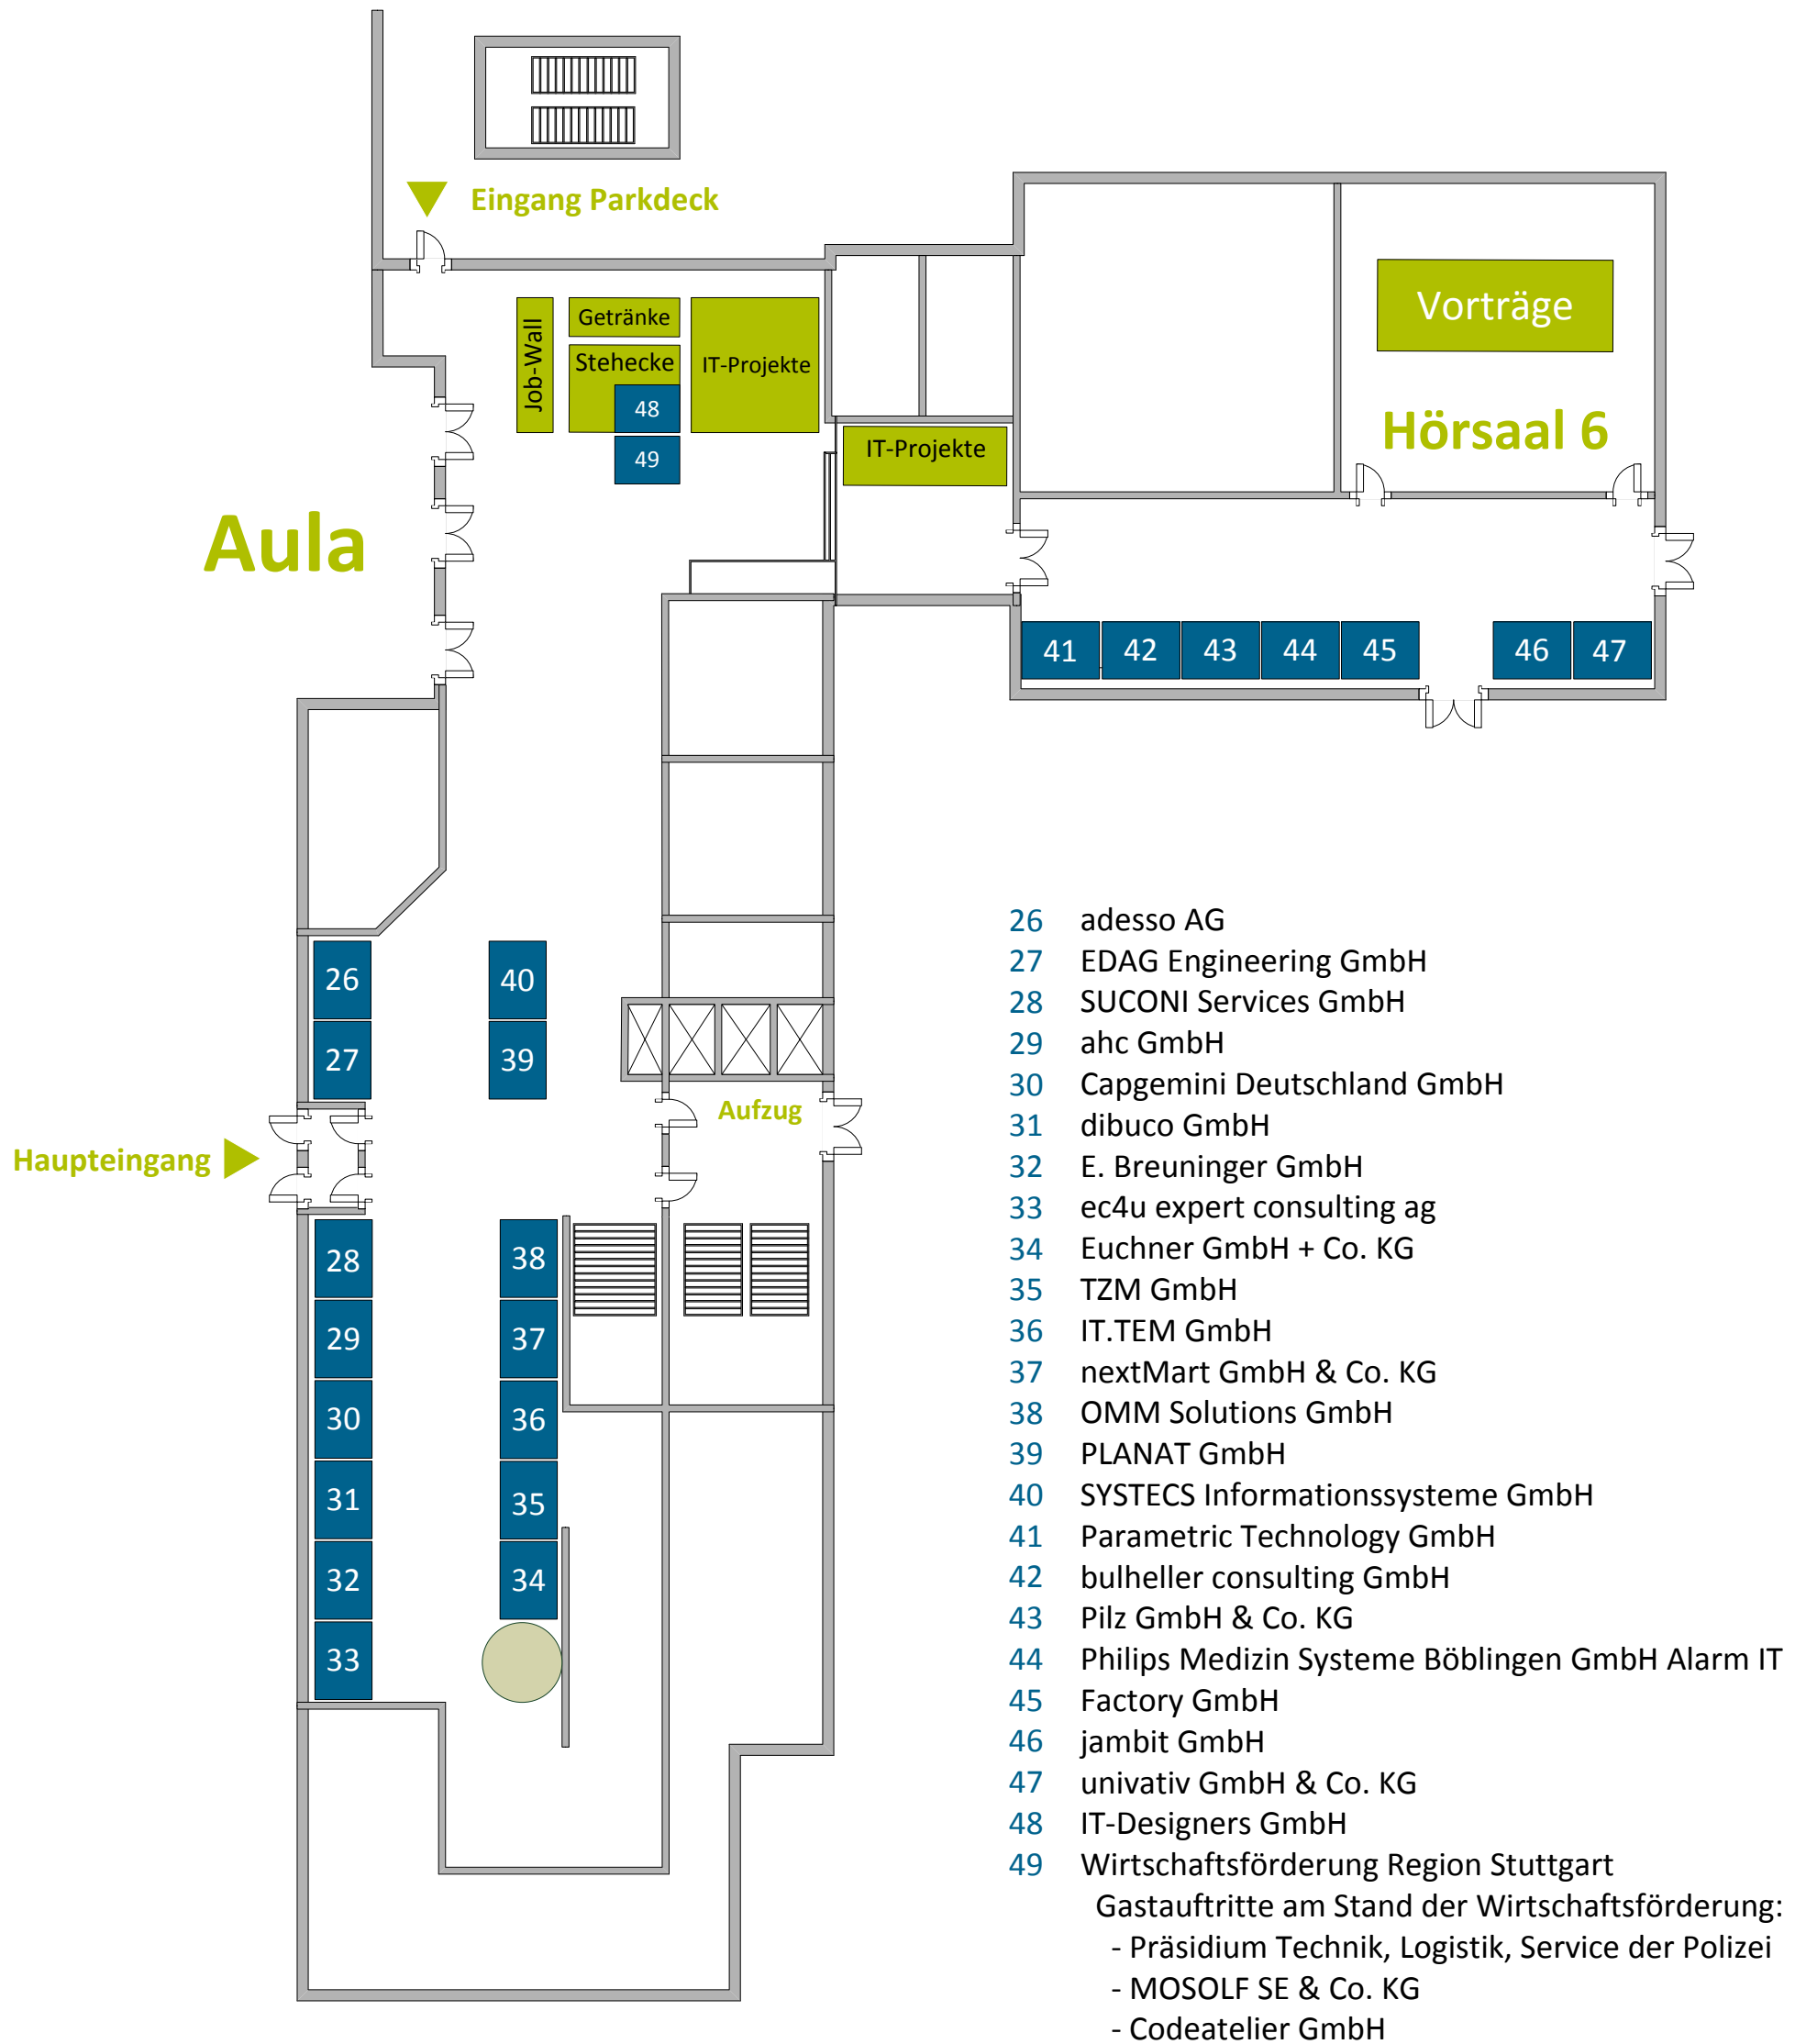 Eingang Parkdeck
Job-Wall
Getränke
Stehecke
48
49
IT-Projekte
IT-Projekte
Vorträge
Hörsaal 6
Aula
41 42 43 44 45 46 47
26 40
27 39
Aufzug
Haupteingang
28 38
29 37
30 36
31 35
32 34
33
26 adesso AG
27 EDAG Engineering GmbH
28 SUCONI Services GmbH
29 ahc GmbH
30 Capgemini Deutschland GmbH
31 dibuco GmbH
32 E. Breuninger GmbH
33 ec4u expert consulting ag
34 Euchner GmbH + Co. KG
35 TZM GmbH
36 IT.TEM GmbH
37 nextMart GmbH & Co. KG
38 OMM Solutions GmbH
39 PLANAT GmbH
40 SYSTECS Informationssysteme GmbH
41 Parametric Technology GmbH
42 bulheller consulting GmbH
43 Pilz GmbH & Co. KG
44 Philips Medizin Systeme Böblingen GmbH Alarm IT
45 Factory GmbH
46 jambit GmbH
47 univativ GmbH & Co. KG
48 IT-Designers GmbH
49 Wirtschaftsförderung Region Stuttgart
Gastauftritte am Stand der Wirtschaftsförderung:
- Präsidium Technik, Logistik, Service der Polizei
- MOSOLF SE & Co. KG
- Codeatelier GmbH